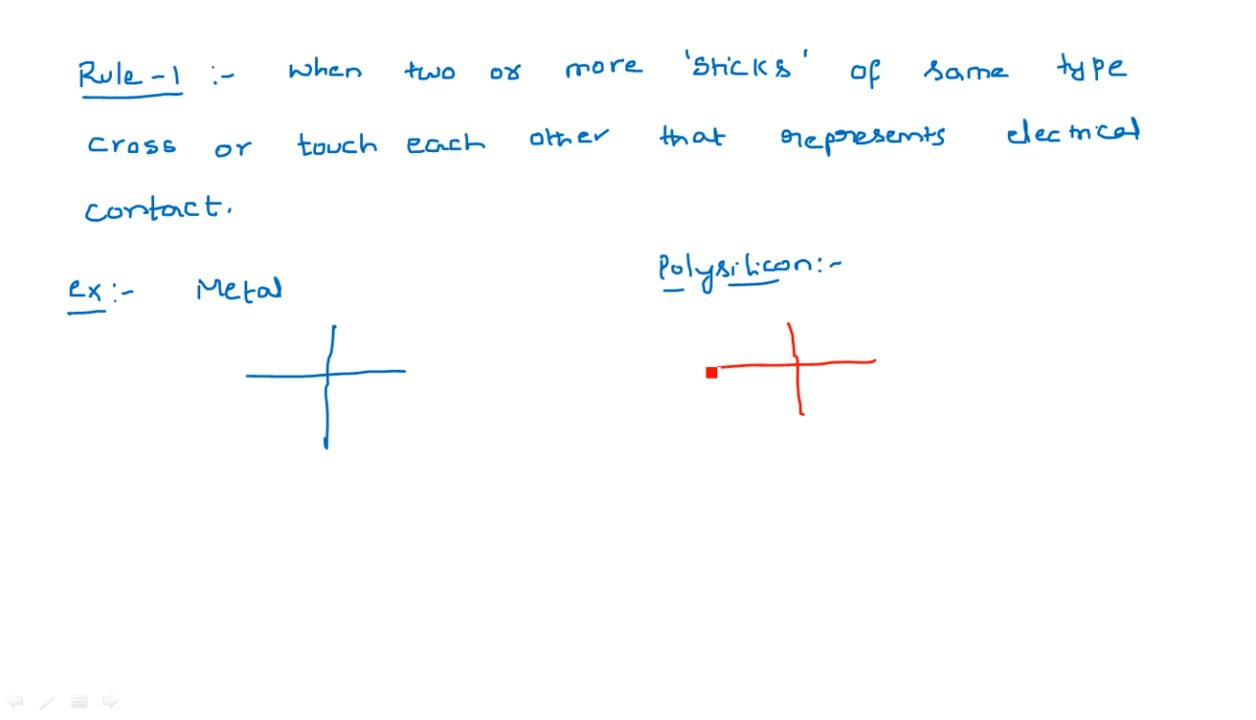 Rule-1 :- when two or more 'sticks' of same type
cross or touch each other that represents electrical
contact.
ex :- Metal
Polysilicon:-